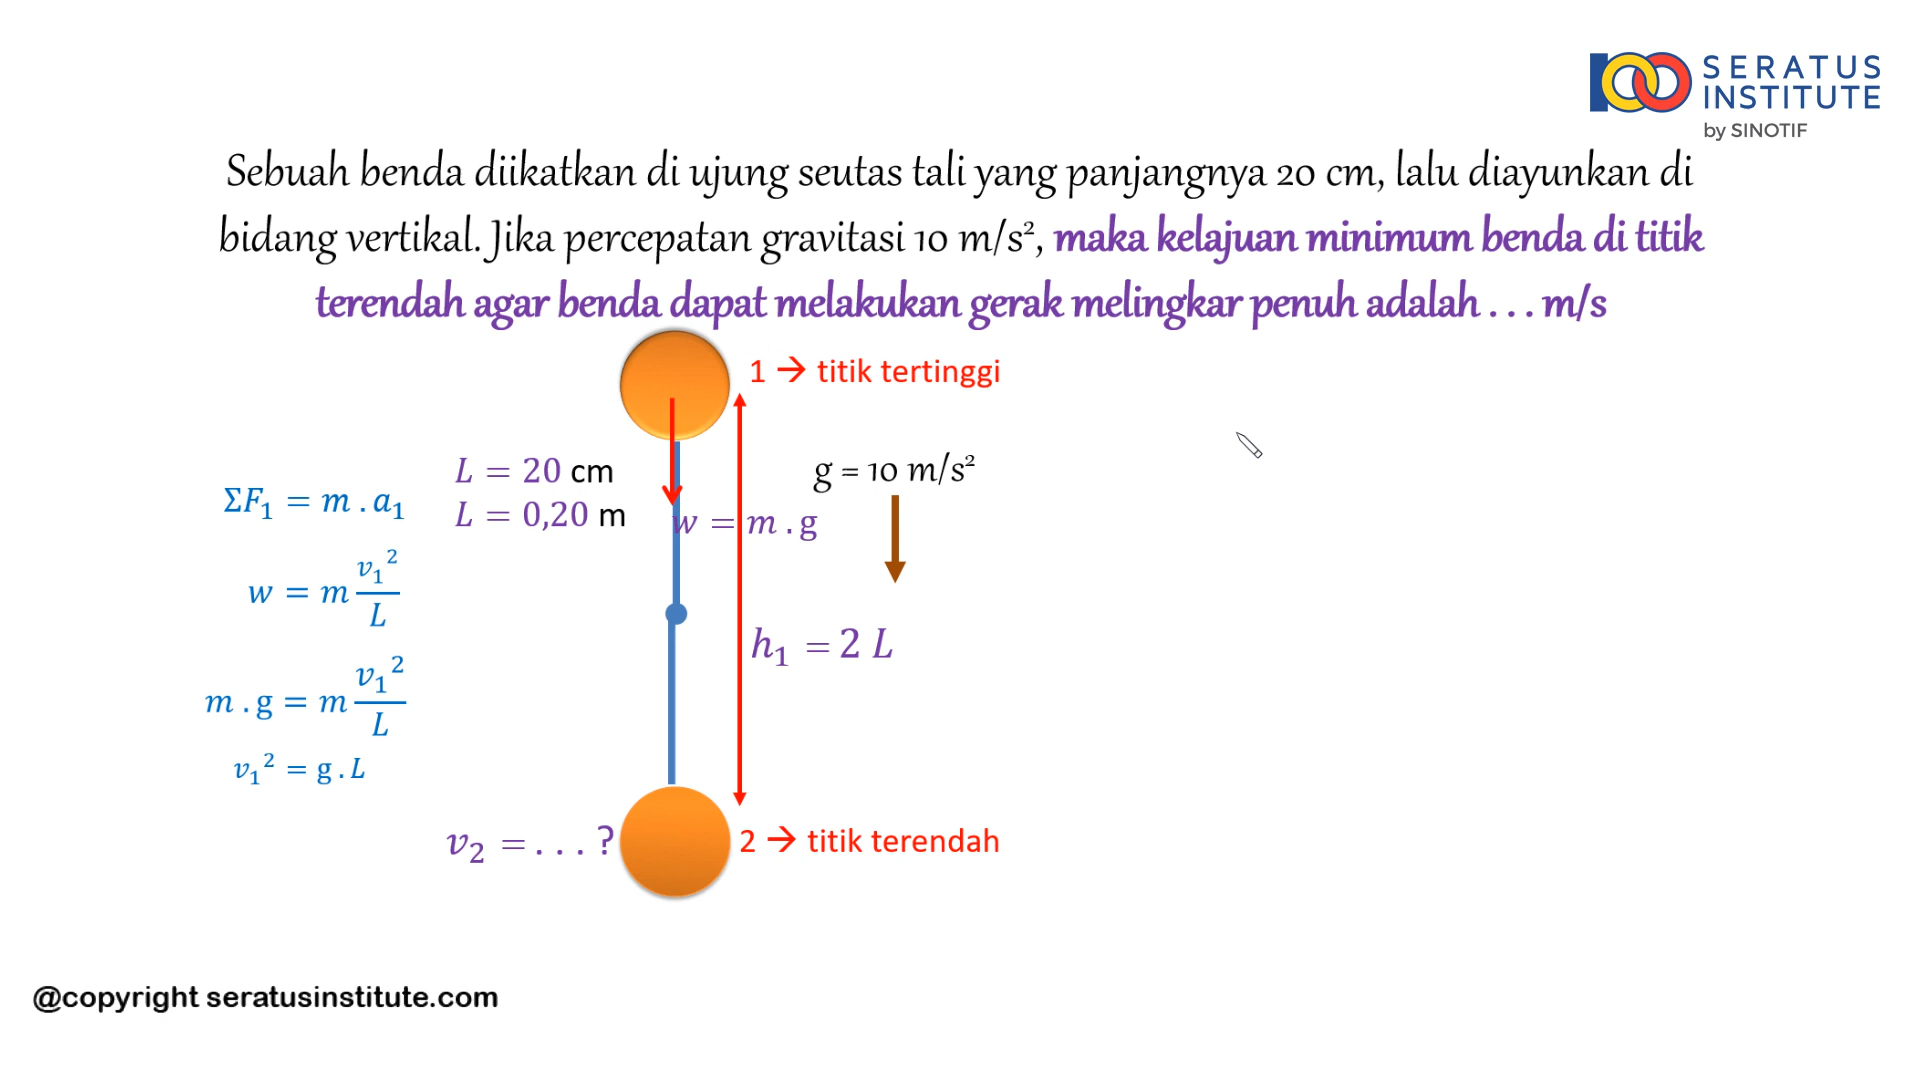 SERATUS
INSTITUTE
by SINOTIF
Sebuah benda diikatkan di ujung seutas tali yang panjangnya 20 cm, lalu diayunkan di
bidang vertikal. Jika percepatan gravitasi 10 m/s², maka kelajuan minimum benda di titik
terendah agar benda dapat melakukan gerak melingkar penuh adalah . . . m/s
1 → titik tertinggi
L = 20 cm
g = 10 m/s²
ΣF₁ = m . a₁
L = 0,20 m
w = m . g
w = m v₁²/L
h₁ = 2 L
m . g = m v₁²/L
v₁² = g . L
v₂ = . . . ?
2 → titik terendah
@copyright seratusinstitute.com